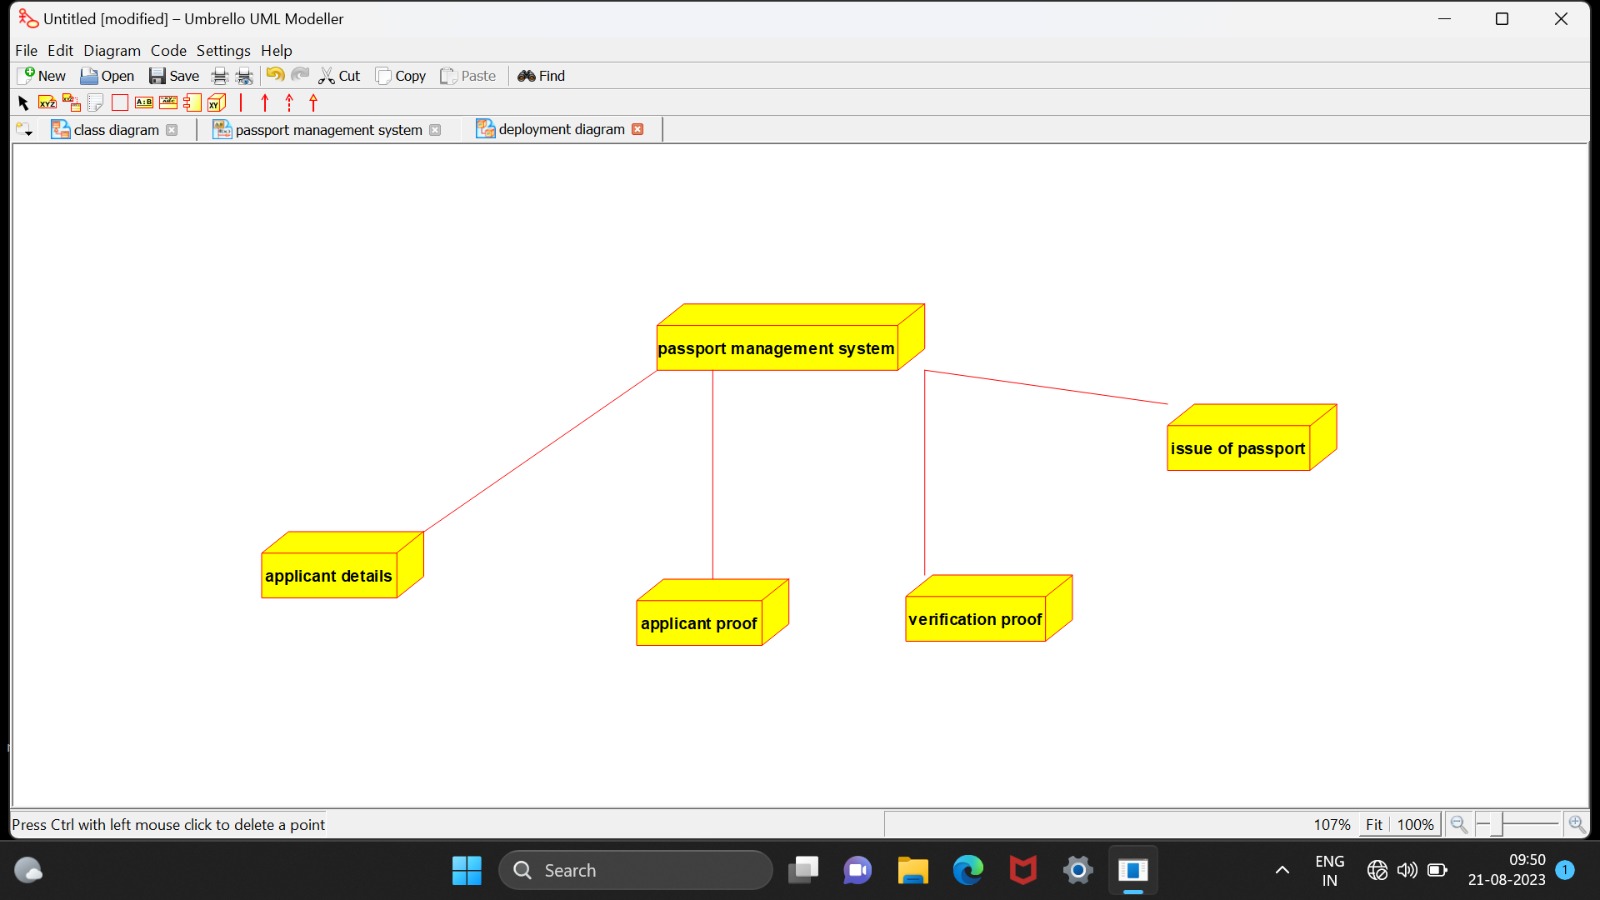 Untitled [modified] – Umbrello UML Modeller
File Edit Diagram Code Settings Help
New Open Save Cut Copy Paste Find
class diagram passport management system deployment diagram
passport management system
issue of passport
applicant details
applicant proof
verification proof
Press Ctrl with left mouse click to delete a point
107% Fit 100%
Search
ENG
IN
09:50
21-08-2023
1